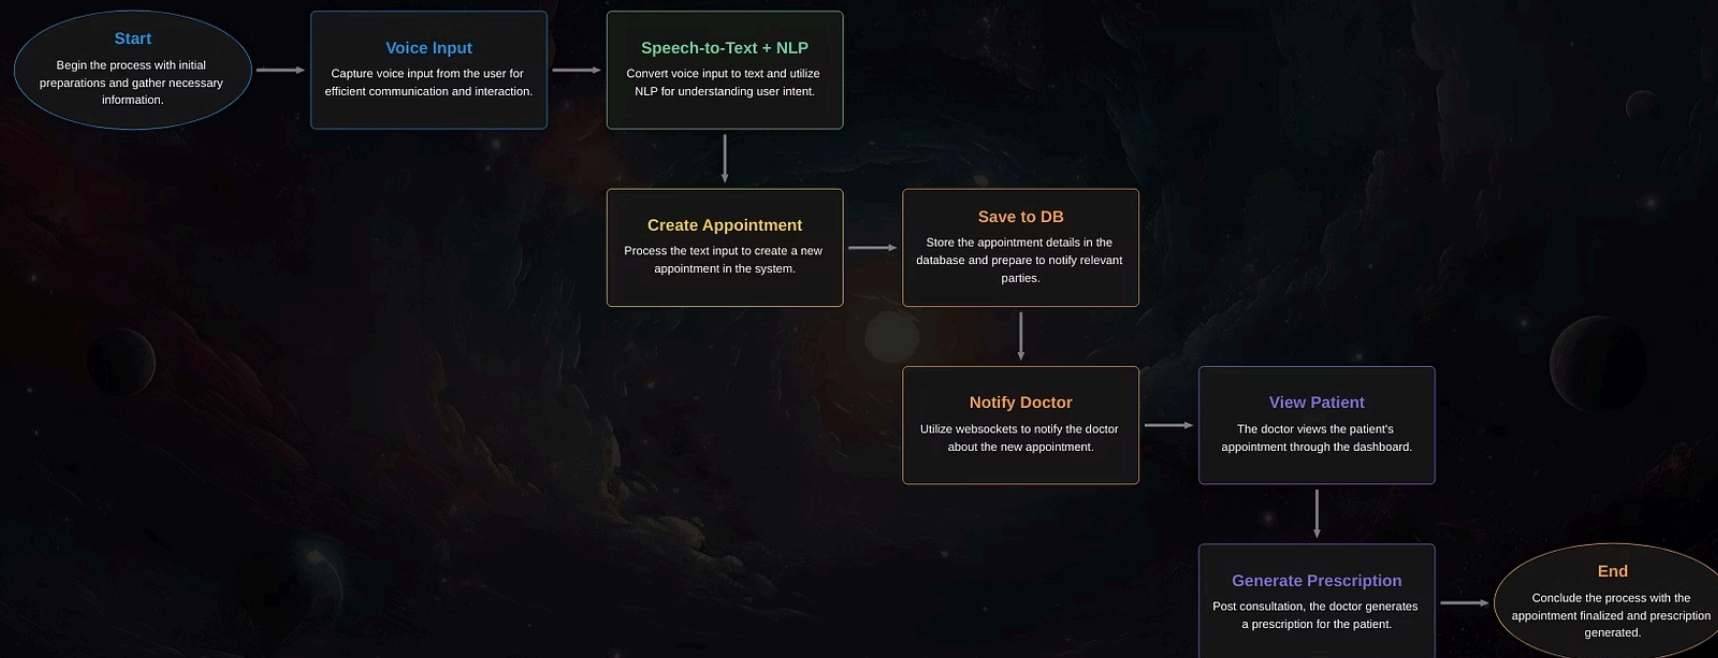 Start
Begin the process with initial
preparations and gather necessary
information.
Voice Input
Capture voice input from the user for
efficient communication and interaction.
Speech-to-Text + NLP
Convert voice input to text and utilize
NLP for understanding user intent.
Create Appointment
Process the text input to create a new
appointment in the system.
Save to DB
Store the appointment details in the
database and prepare to notify relevant
parties.
Notify Doctor
Utilize websockets to notify the doctor
about the new appointment.
View Patient
The doctor views the patient's
appointment through the dashboard.
Generate Prescription
Post consultation, the doctor generates
a prescription for the patient.
End
Conclude the process with the
appointment finalized and prescription
generated.